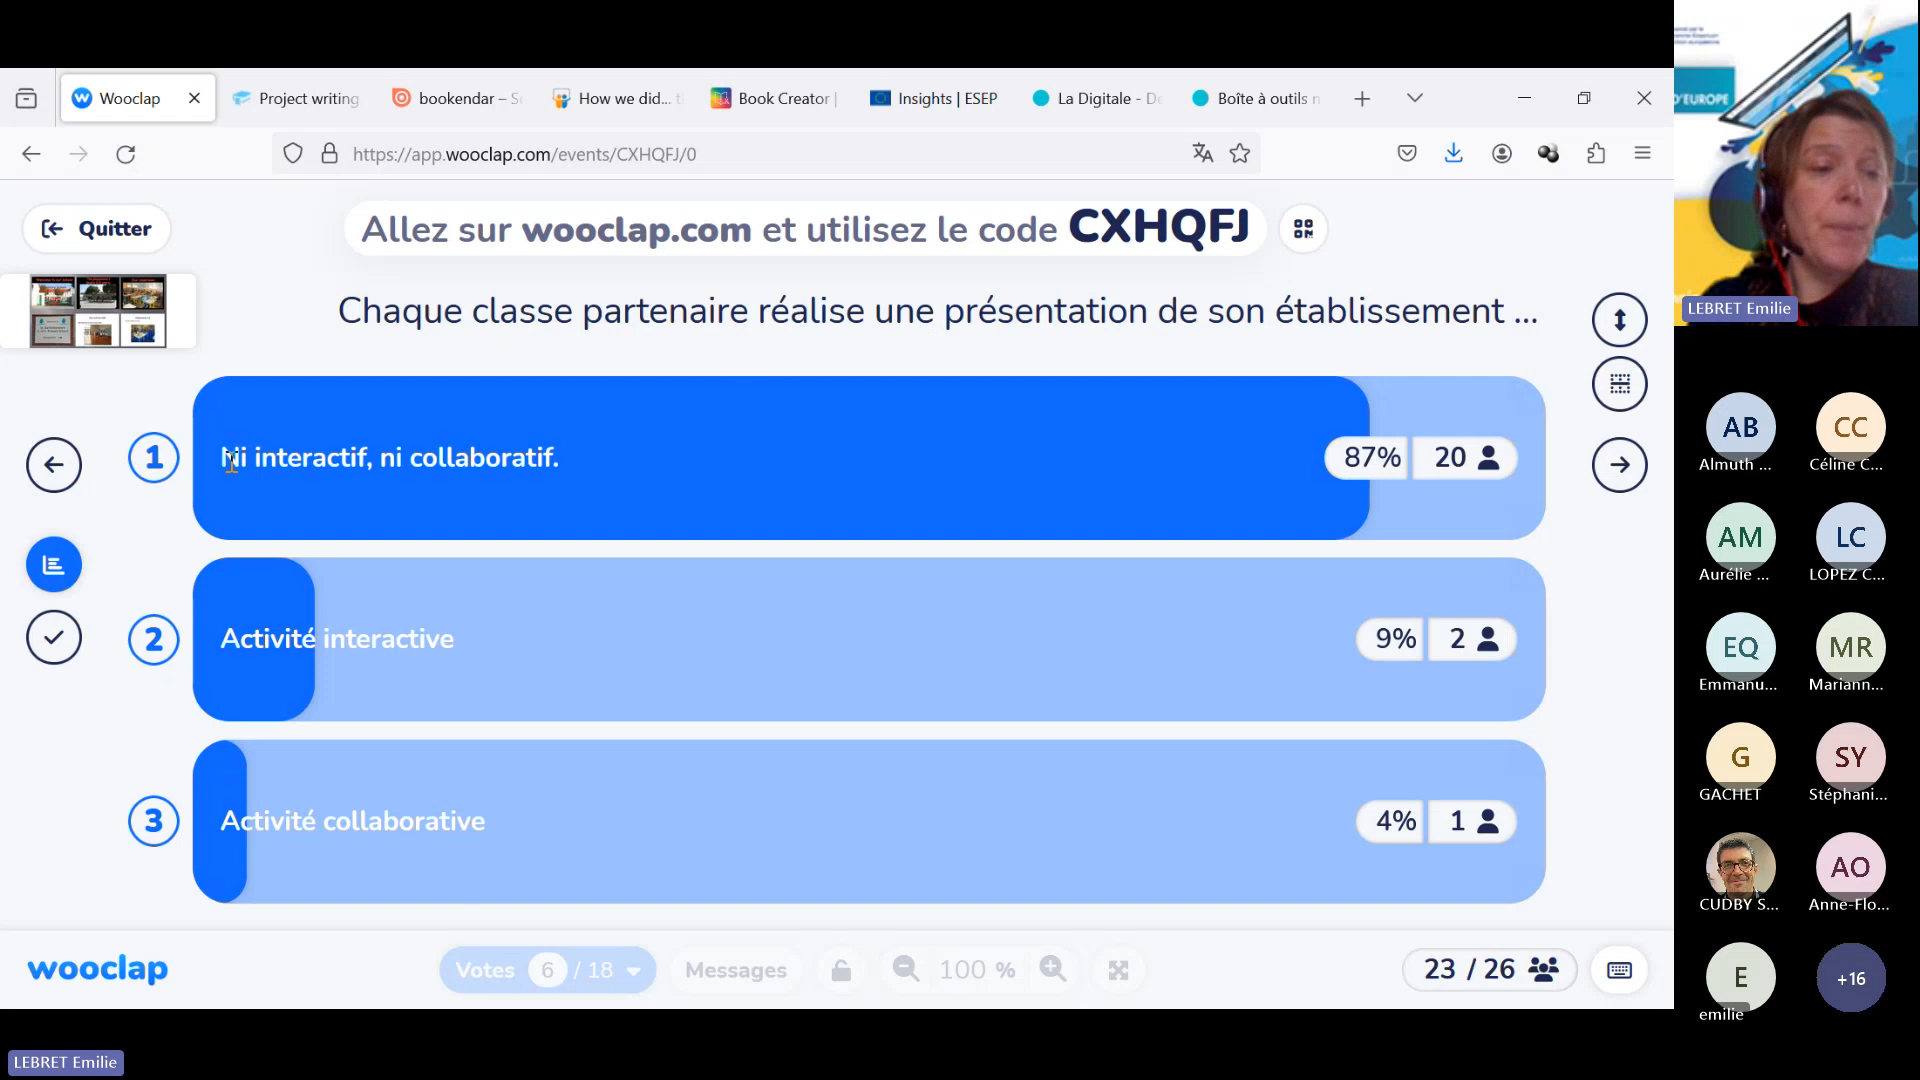 Wooclap
Project writing
bookendar – S
How we did... t
Book Creator |
Insights | ESEP
La Digitale - De
Boîte à outils n
https://app.wooclap.com/events/CXHQFJ/0
Quitter
Allez sur wooclap.com et utilisez le code CXHQFJ
Chaque classe partenaire réalise une présentation de son établissement ...
1
Ni interactif, ni collaboratif.
87%
20
2
Activité interactive
9%
2
3
Activité collaborative
4%
1
wooclap
Votes 6 / 18
Messages
100 %
23 / 26
D'EUROPE
LEBRET Emilie
AB
Almuth ...
CC
Céline C...
AM
Aurélie ...
LC
LOPEZ C...
EQ
Emmanu...
MR
Mariann...
G
GACHET
SY
Stéphani...
CUDBY S...
AO
Anne-Flo...
E
emilie
+16
LEBRET Emilie